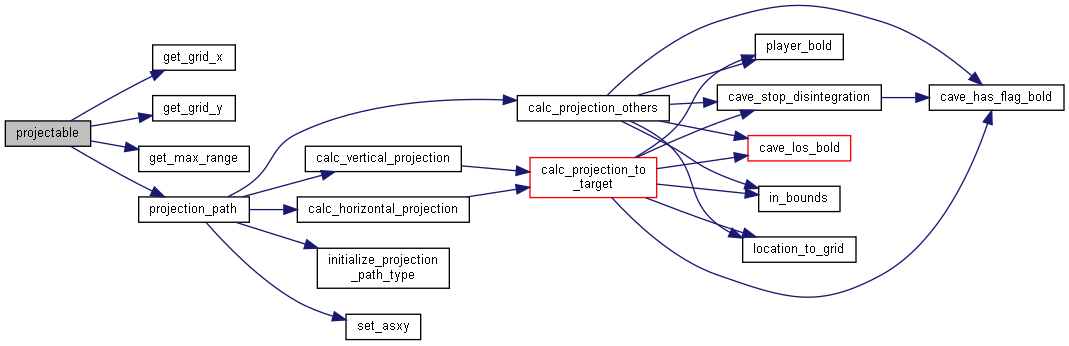 projectable
get_grid_x
get_grid_y
get_max_range
projection_path
calc_vertical_projection
calc_horizontal_projection
initialize_projection
_path_type
set_asxy
calc_projection_others
calc_projection_to
_target
player_bold
cave_stop_disintegration
cave_los_bold
in_bounds
location_to_grid
cave_has_flag_bold